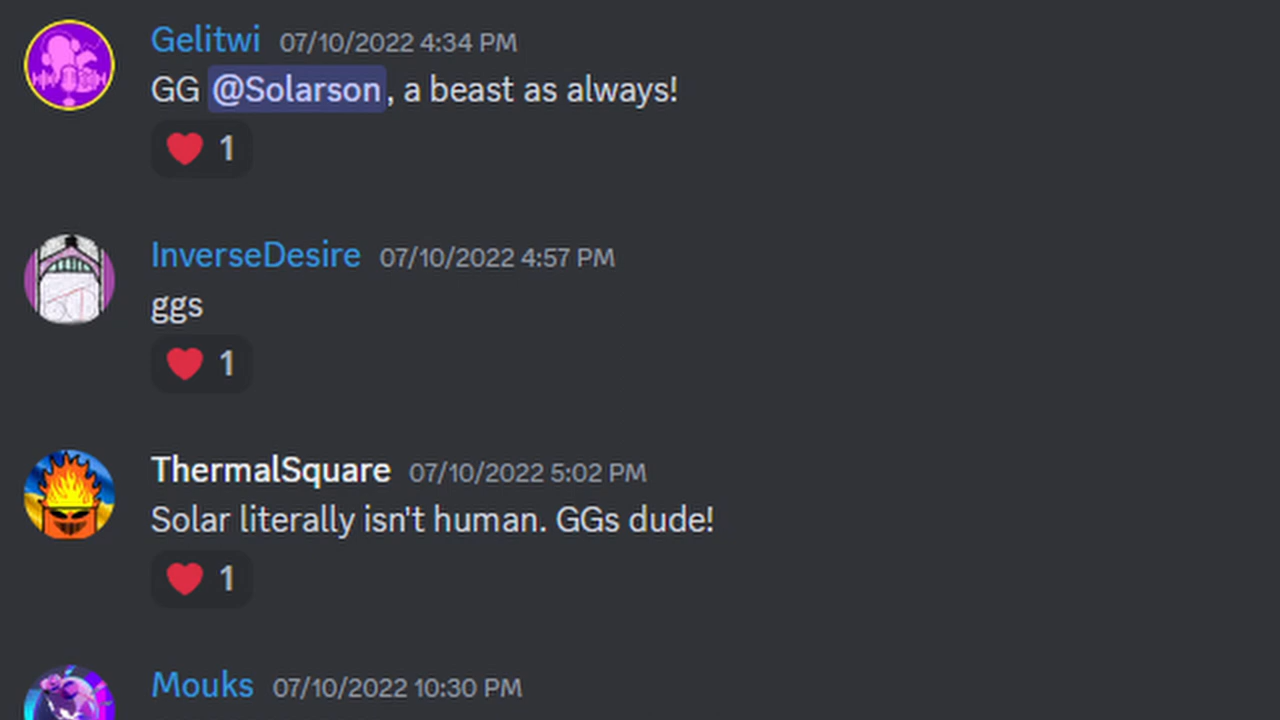 Gelitwi 07/10/2022 4:34 PM
GG @Solarson, a beast as always!
1
InverseDesire 07/10/2022 4:57 PM
ggs
1
ThermalSquare 07/10/2022 5:02 PM
Solar literally isn't human. GGs dude!
1
Mouks 07/10/2022 10:30 PM